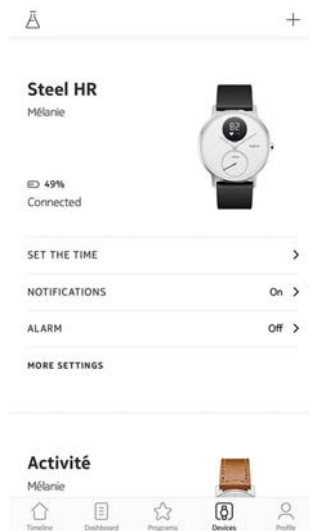 Steel HR
Mélanie
82
49%
Connected
SET THE TIME
NOTIFICATIONS On
ALARM Off
MORE SETTINGS
Activité
Mélanie
Timeline Dashboard Programs Devices Profile